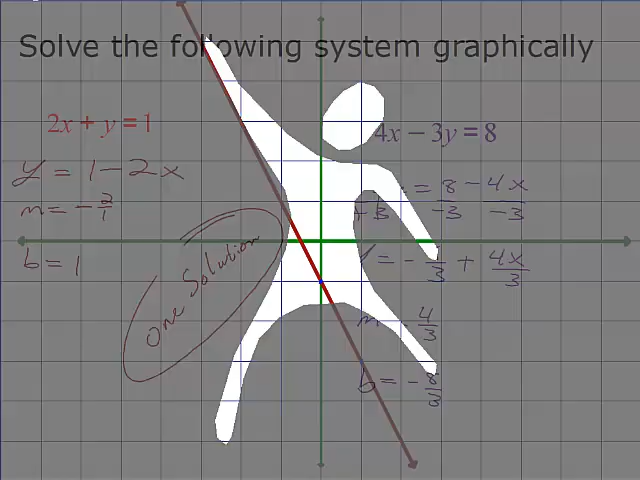 Solve the following system graphically
2x + y = 1
4x − 3y = 8
y = 1 − 2x
= 8 − 4x
m = − 2/1
−3 −3
b = 1
= − /3 + 4x/3
One Solution
4/3
b = − 8/3